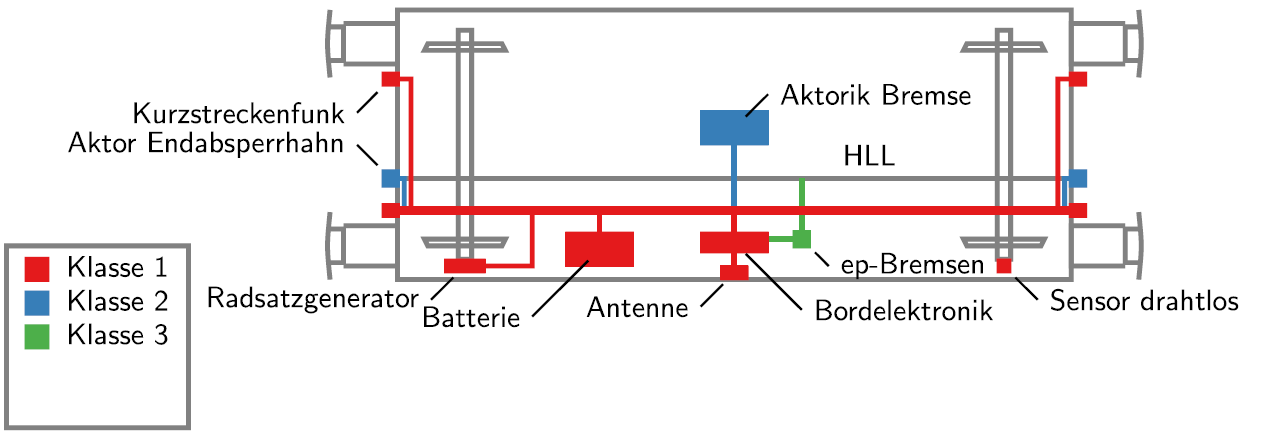 Aktorik Bremse
Kurzstreckenfunk
Aktor Endabsperrhahn
HLL
Klasse 1
Klasse 2
Klasse 3
Radsatzgenerator
Batterie
Antenne
ep-Bremsen
Bordelektronik
Sensor drahtlos